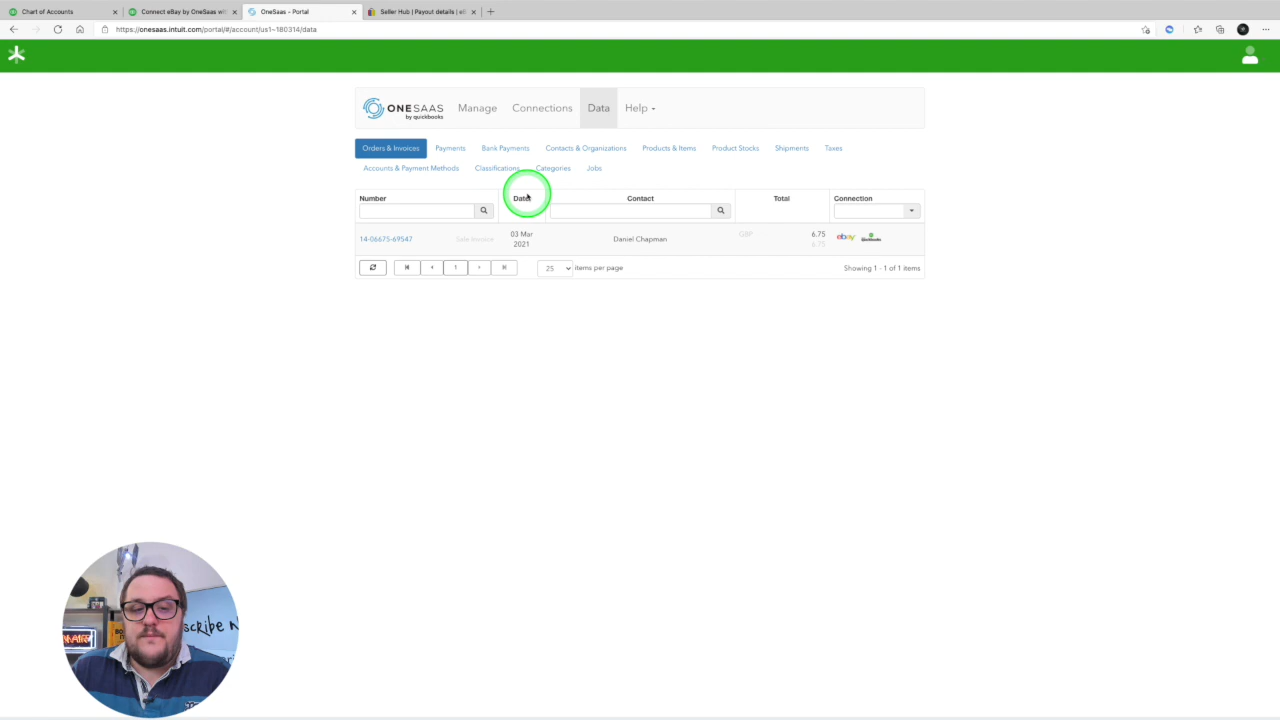 Chart of Accounts
Connect eBay by OneSaas wit
OneSaas - Portal
Seller Hub | Payout details | e
https://onesaas.intuit.com/portal/#/account/us1~180314/data
ONESAAS
by quickbooks
Manage
Connections
Data
Help
Orders & Invoices
Payments
Bank Payments
Contacts & Organizations
Products & Items
Product Stocks
Shipments
Taxes
Accounts & Payment Methods
Classifications
Categories
Jobs
Number
Date
Contact
Total
Connection
14-06675-69547
Sale Invoice
03 Mar
2021
Daniel Chapman
GBP
6.75
6.75
ebay
quickbooks
1
25
items per page
Showing 1 - 1 of 1 items
scribe n